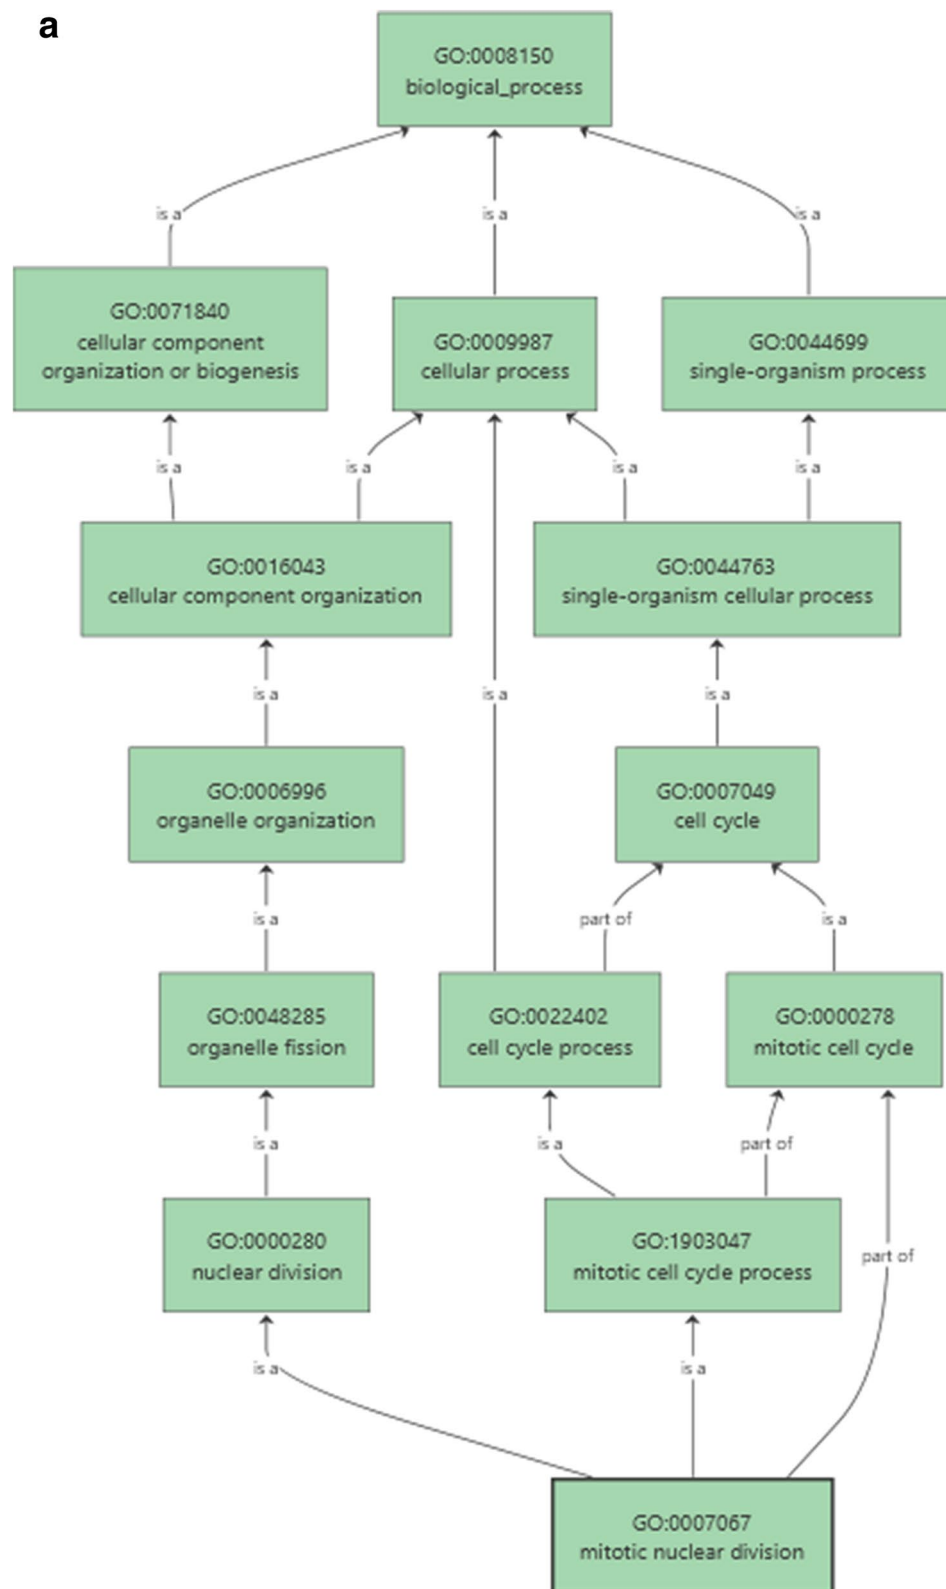 a
GO:0008150
biological_process
is a
is a
is a
GO:0071840
cellular component
organization or biogenesis
GO:0009987
cellular process
GO:0044699
single-organism process
is a
is a
is a
is a
GO:0016043
cellular component organization
GO:0044763
single-organism cellular process
is a
is a
is a
GO:0006996
organelle organization
GO:0007049
cell cycle
is a
part of
is a
GO:0048285
organelle fission
GO:0022402
cell cycle process
GO:0000278
mitotic cell cycle
is a
is a
part of
GO:0000280
nuclear division
GO:1903047
mitotic cell cycle process
part of
is a
is a
GO:0007067
mitotic nuclear division